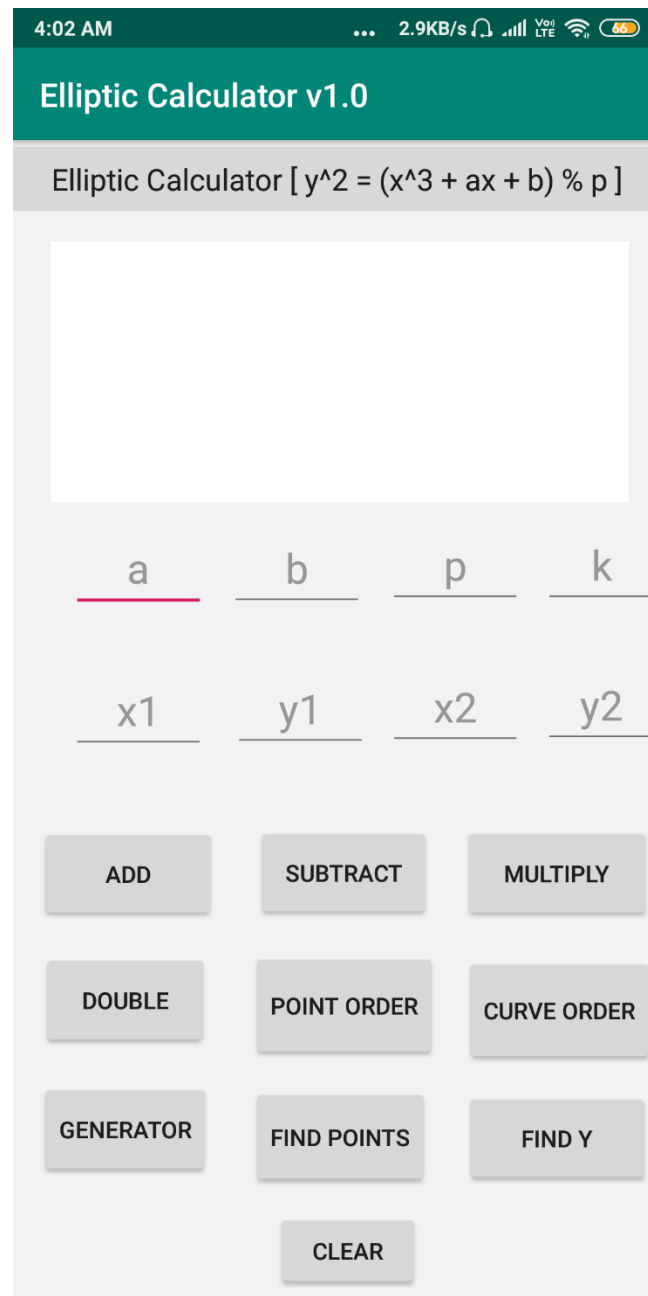 4:02 AM ... 2.9KB/s Vo) LTE 66
Elliptic Calculator v1.0
Elliptic Calculator [ y^2 = (x^3 + ax + b) % p ]
a b p k
x1 y1 x2 y2
ADD SUBTRACT MULTIPLY
DOUBLE POINT ORDER CURVE ORDER
GENERATOR FIND POINTS FIND Y
CLEAR